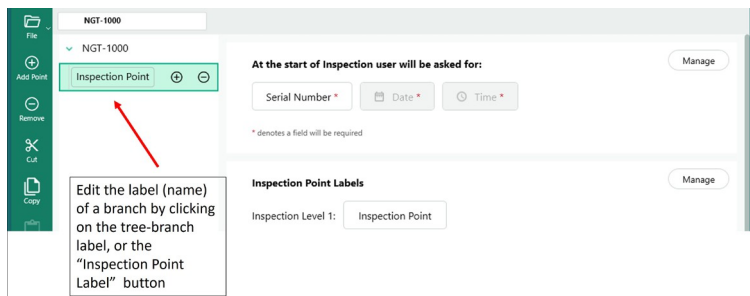 File
Add Point
Remove
Cut
Copy
NGT-1000
NGT-1000
Inspection Point
At the start of Inspection user will be asked for:
Manage
Serial Number *
Date *
Time *
* denotes a field will be required
Inspection Point Labels
Manage
Inspection Level 1:
Inspection Point
Edit the label (name)
of a branch by clicking
on the tree-branch
label, or the
“Inspection Point
Label” button